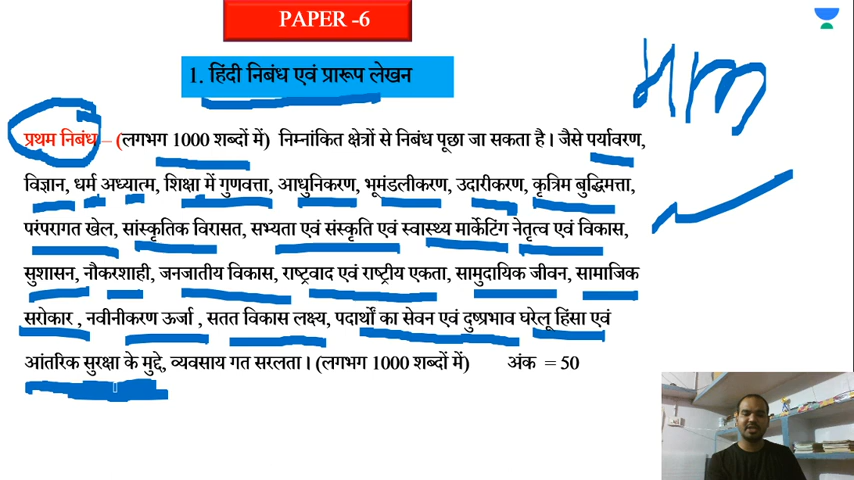 PAPER -6
1. हिंदी निबंध एवं प्रारूप लेखन
प्रथम निबंध – (लगभग 1000 शब्दों में) निम्नांकित क्षेत्रों से निबंध पूछा जा सकता है। जैसे पर्यावरण,
विज्ञान, धर्म अध्यात्म, शिक्षा में गुणवत्ता, आधुनिकरण, भूमंडलीकरण, उदारीकरण, कृत्रिम बुद्धिमत्ता,
परंपरागत खेल, सांस्कृतिक विरासत, सभ्यता एवं संस्कृति एवं स्वास्थ्य मार्केटिंग नेतृत्व एवं विकास,
सुशासन, नौकरशाही, जनजातीय विकास, राष्ट्रवाद एवं राष्ट्रीय एकता, सामुदायिक जीवन, सामाजिक
सरोकार , नवीनीकरण ऊर्जा , सतत विकास लक्ष्य, पदार्थों का सेवन एवं दुष्प्रभाव घरेलू हिंसा एवं
आंतरिक सुरक्षा के मुद्दे, व्यवसाय गत सरलता। (लगभग 1000 शब्दों में) अंक = 50